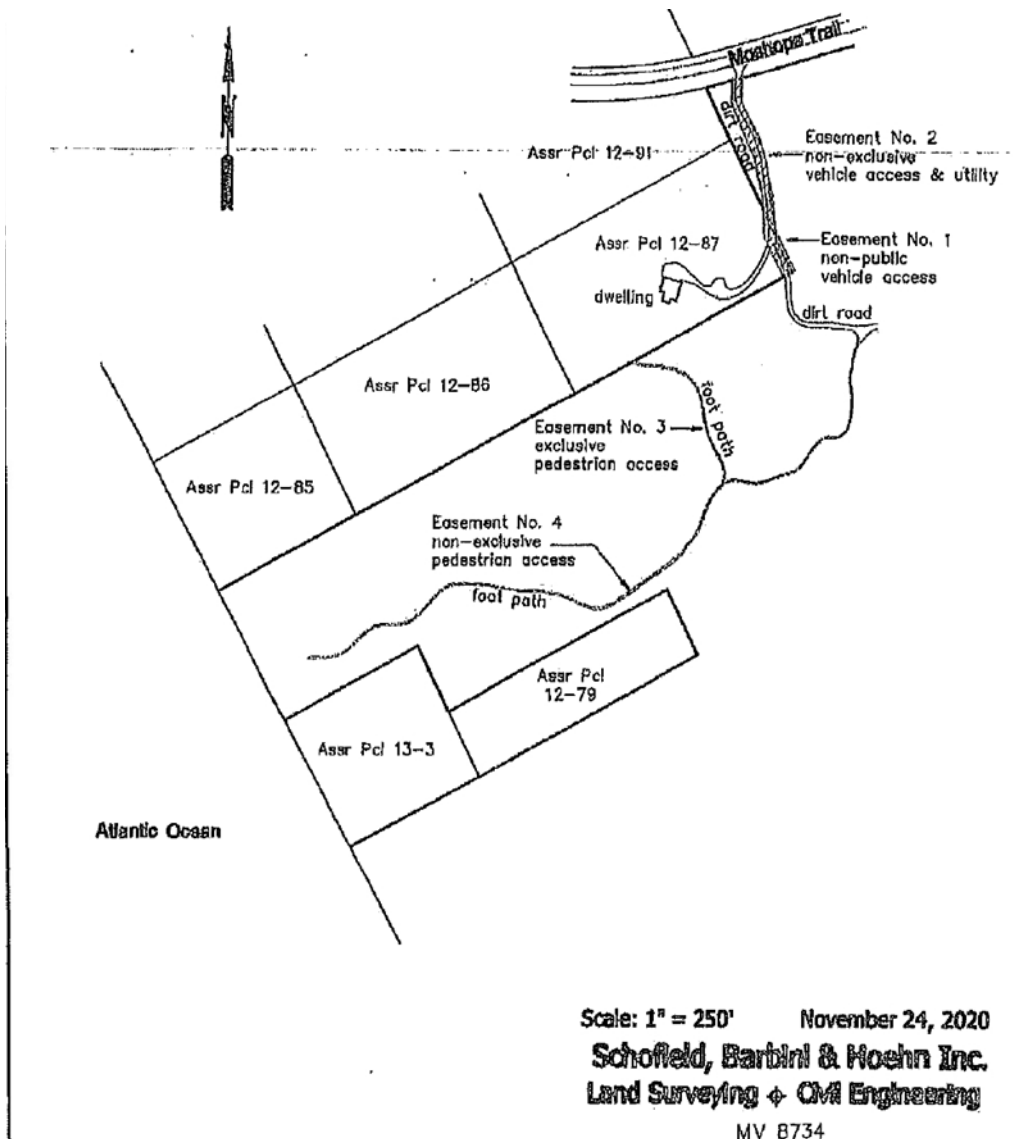 Moshopa Trail
N
dirt road
Easement No. 2
non-exclusive
vehicle access & utility
Assr Pcl 12-91
Assr Pcl 12-87
Easement No. 1
non-public
vehicle access
dwelling
dirt road
Assr Pcl 12-86
foot path
Easement No. 3
exclusive
pedestrian access
Assr Pcl 12-85
Easement No. 4
non-exclusive
pedestrian access
foot path
Assr Pcl
12-79
Assr Pcl 13-3
Atlantic Ocean
Scale: 1" = 250' November 24, 2020
Schofield, Barbini & Hoehn Inc.
Land Surveying ⌖ Civil Engineering
MV 8734